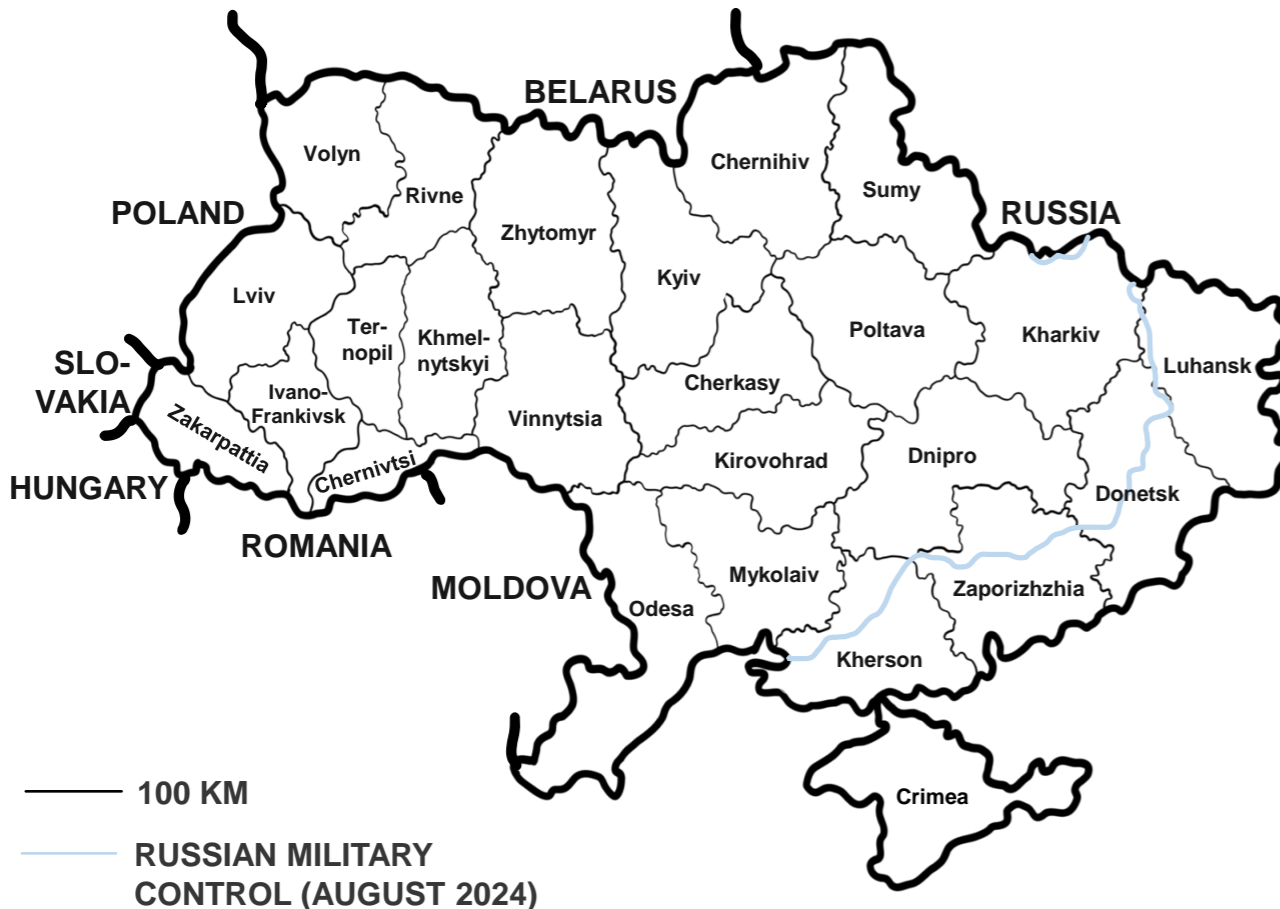 BELARUS
Volyn
Chernihiv
Rivne
Sumy
POLAND
RUSSIA
Zhytomyr
Kyiv
Lviv
Ter-
nopil
Khmel-
nytskyi
Poltava
Kharkiv
SLO-
VAKIA
Luhansk
Ivano-
Frankivsk
Cherkasy
Zakarpattia
Vinnytsia
Chernivtsi
Kirovohrad
Dnipro
HUNGARY
Donetsk
ROMANIA
MOLDOVA
Mykolaiv
Zaporizhzhia
Odesa
Kherson
Crimea
100 KM
RUSSIAN MILITARY
CONTROL (AUGUST 2024)